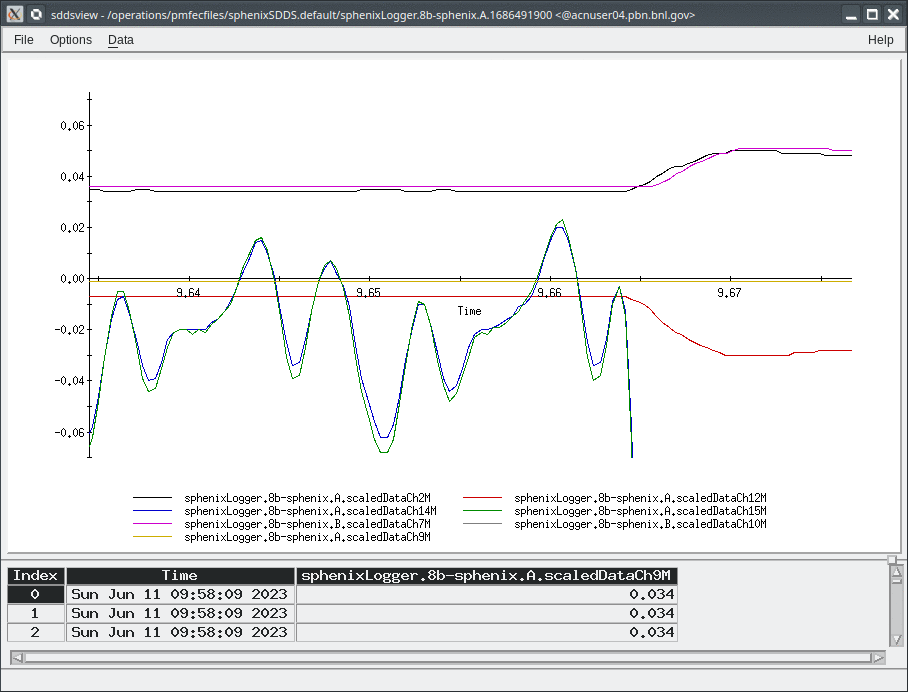 sddsview - /operations/pmfecfiles/sphenixSDDS.default/sphenixLogger.8b-sphenix.A.1686491900 <@acnuser04.pbn.bnl.gov>
File Options Data Help
0.06
0.04
0.02
0.00
9.64 9.65 9.66 9.67
Time
-0.02
-0.04
-0.06
sphenixLogger.8b-sphenix.A.scaledDataCh2M sphenixLogger.8b-sphenix.A.scaledDataCh12M
sphenixLogger.8b-sphenix.A.scaledDataCh14M sphenixLogger.8b-sphenix.A.scaledDataCh15M
sphenixLogger.8b-sphenix.B.scaledDataCh7M sphenixLogger.8b-sphenix.B.scaledDataCh10M
sphenixLogger.8b-sphenix.A.scaledDataCh9M
Index Time sphenixLogger.8b-sphenix.A.scaledDataCh9M
0 Sun Jun 11 09:58:09 2023 0.034
1 Sun Jun 11 09:58:09 2023 0.034
2 Sun Jun 11 09:58:09 2023 0.034